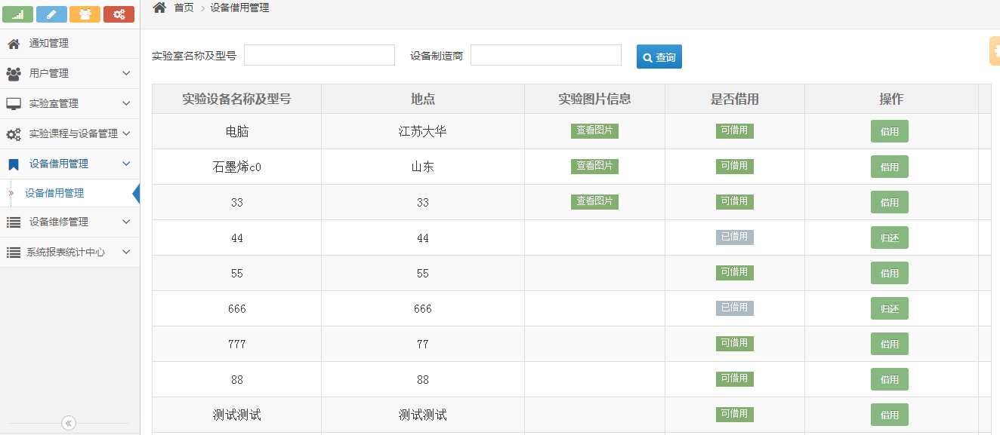 首页 设备借用管理
通知管理
用户管理
实验室管理
实验课程与设备管理
设备借用管理
设备借用管理
设备维修管理
系统报表统计中心
实验室名称及型号 设备制造商 查询
实验设备名称及型号 地点 实验图片信息 是否借用 操作
电脑 江苏大华 查看图片 可借用 借用
石墨烯c0 山东 查看图片 可借用 借用
33 33 查看图片 可借用 借用
44 44 已借用 归还
55 55 可借用 借用
666 666 已借用 归还
777 77 可借用 借用
88 88 可借用 借用
测试测试 测试测试 可借用 借用